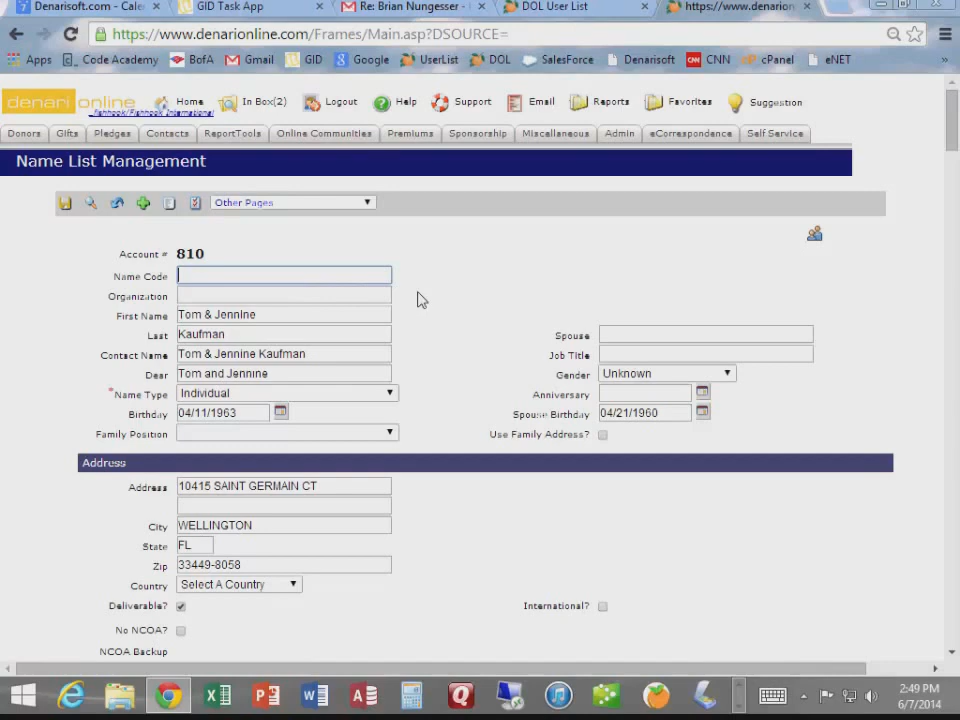 Denarisoft.com - Cale
GID Task App
Re: Brian Nungesser -
DOL User List
https://www.denarion
https://www.denarionline.com/Frames/Main.asp?DSOURCE=
Apps Code Academy BofA Gmail GID Google UserList DOL SalesForce Denarisoft CNN cPanel eNET
denari online Home In Box(2) Logout Help Support Email Reports Favorites Suggestion
_fishhook/Fishhook International
Donors Gifts Pledges Contacts ReportTools Online Communities Premiums Sponsorship Miscellaneous Admin eCorrespondence Self Service
Name List Management
Other Pages
Account # 810
Name Code
Organization
First Name Tom & Jennine
Last Kaufman Spouse
Contact Name Tom & Jennine Kaufman Job Title
Dear Tom and Jennine Gender Unknown
*Name Type Individual Anniversary
Birthday 04/11/1963 Spouse Birthday 04/21/1960
Family Position Use Family Address?
Address
Address 10415 SAINT GERMAIN CT
City WELLINGTON
State FL
Zip 33449-8058
Country Select A Country
Deliverable? International?
No NCOA?
NCOA Backup
2:49 PM
6/7/2014